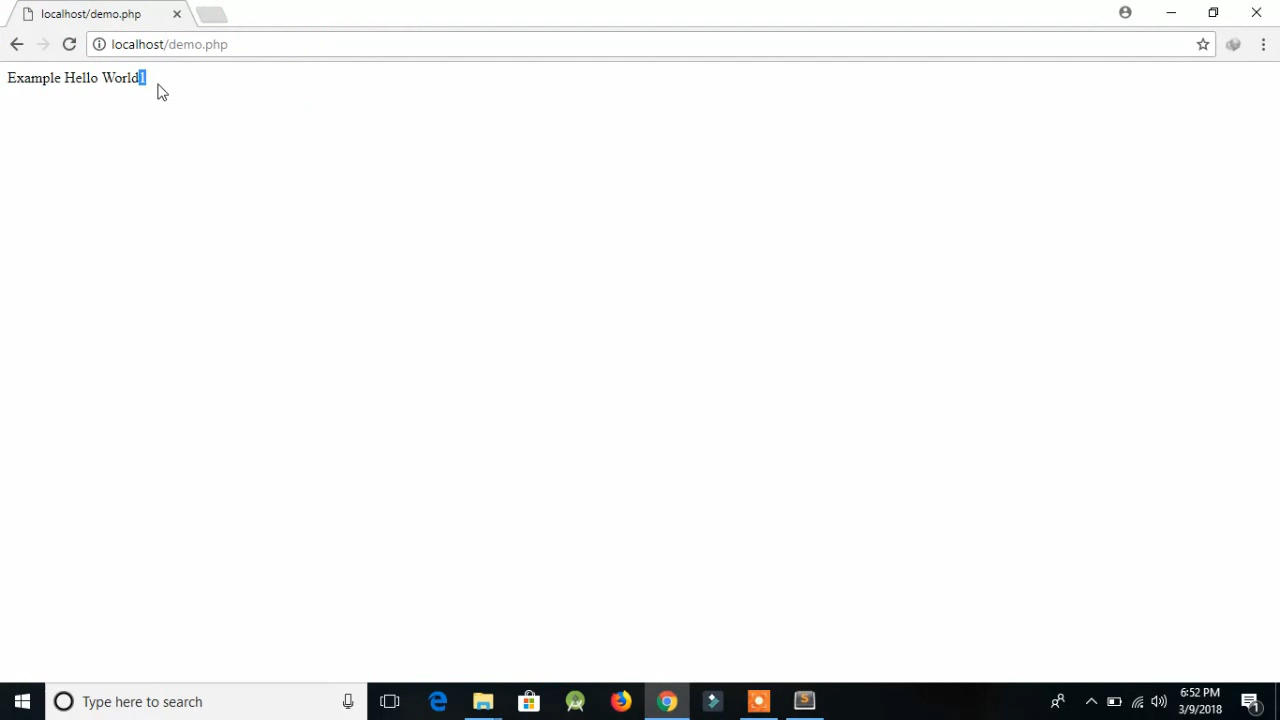 localhost/demo.php
localhost/demo.php
Example Hello World1
Type here to search
6:52 PM
3/9/2018
1